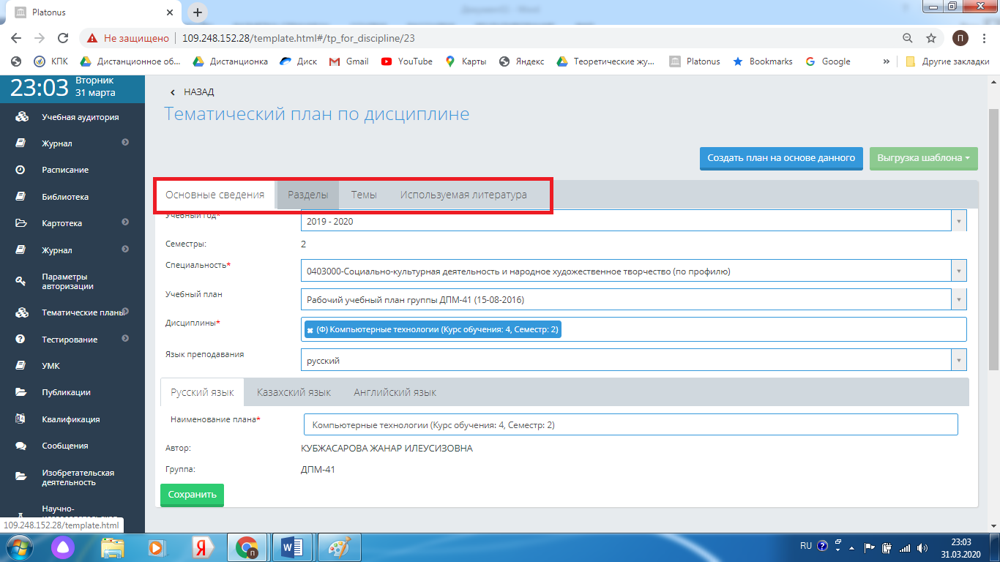 Platonus
Не защищено
109.248.152.28/template.html#/tp_for_discipline/23
П
КПК
Дистанционное об...
Дистанционка
Диск
Gmail
YouTube
Карты
Яндекс
Теоретические жу...
Platonus
Bookmarks
Google
»
Другие закладки
23:03 Вторник
31 марта
Учебная аудитория
Журнал
Расписание
Библиотека
Картотека
Журнал
Параметры
авторизации
Тематические планы
Тестирование
УМК
Публикации
Квалификация
Сообщения
Изобретательская
деятельность
Научно-
109.248.152.28/template.html
НАЗАД
Тематический план по дисциплине
Создать план на основе данного
Выгрузка шаблона
Основные сведения
Разделы
Темы
Используемая литература
Учебный год*
2019 - 2020
Семестры:
2
Специальность*
0403000-Социально-культурная деятельность и народное художественное творчество (по профилю)
Учебный план
Рабочий учебный план группы ДПМ-41 (15-08-2016)
Дисциплины*
(Ф) Компьютерные технологии (Курс обучения: 4, Семестр: 2)
Язык преподавания
русский
Русский язык
Казахский язык
Английский язык
Наименование плана*
Компьютерные технологии (Курс обучения: 4, Семестр: 2)
Автор:
КУБЖАСАРОВА ЖАНАР ИЛЕУСИЗОВНА
Группа:
ДПМ-41
Сохранить
RU
23:03
31.03.2020